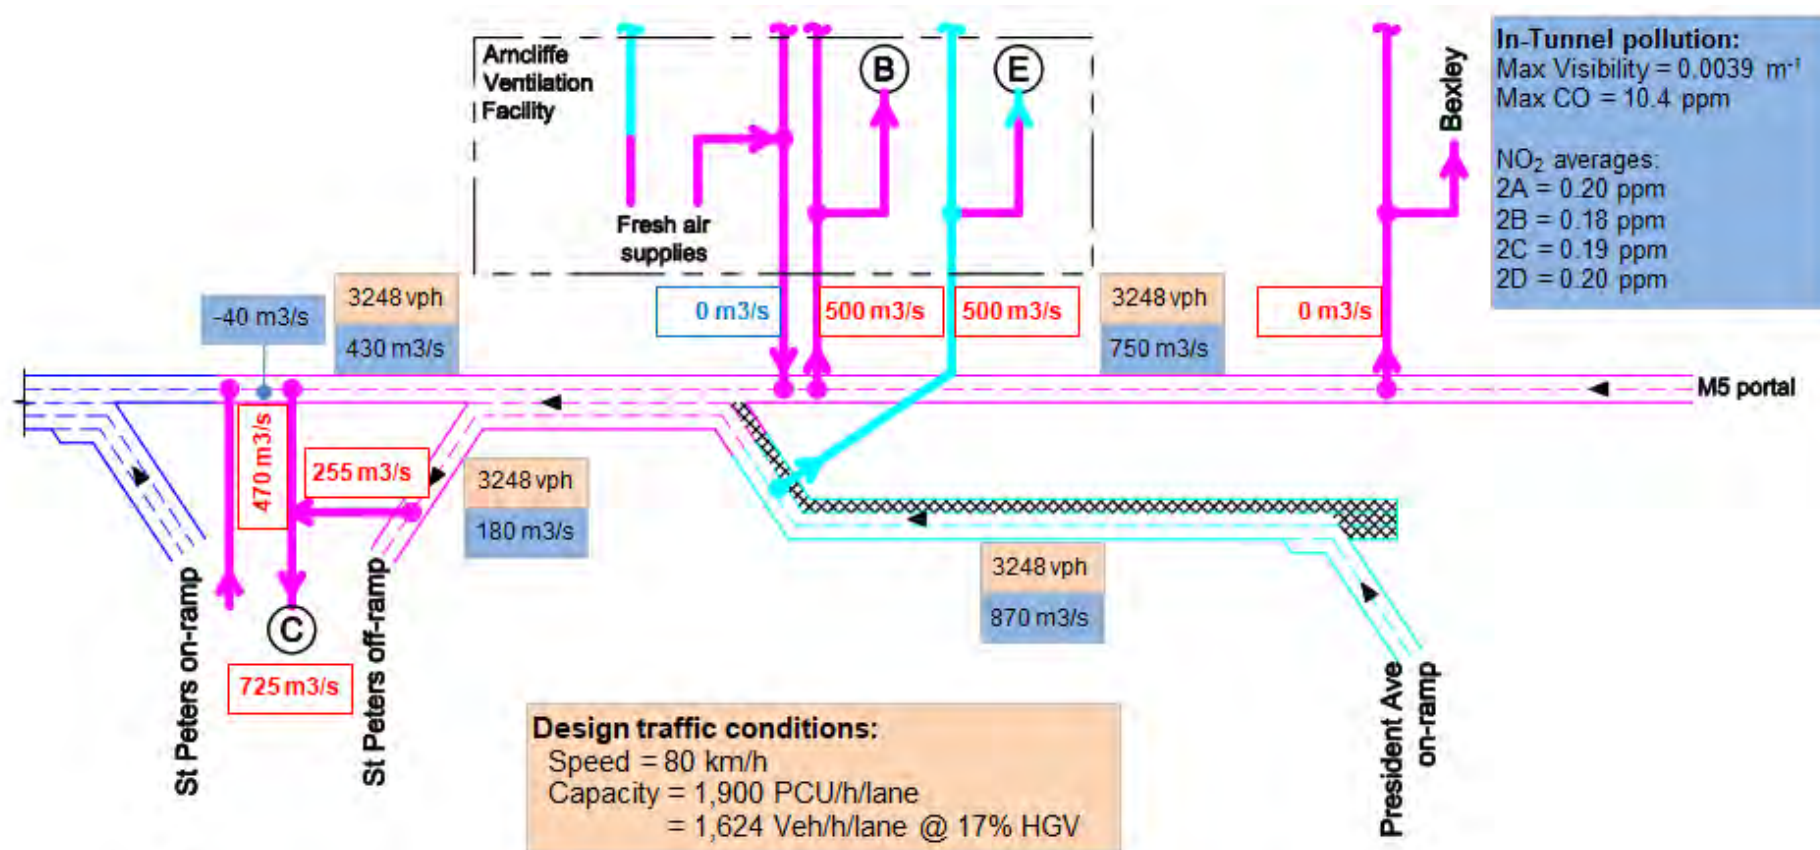 Arncliffe
Ventilation
Facility
B
E
Fresh air
supplies
Bexley
In-Tunnel pollution:
Max Visibility = 0.0039 m⁻¹
Max CO = 10.4 ppm
NO₂ averages:
2A = 0.20 ppm
2B = 0.18 ppm
2C = 0.19 ppm
2D = 0.20 ppm
-40 m3/s
3248 vph
430 m3/s
0 m3/s
500 m3/s
500 m3/s
3248 vph
750 m3/s
0 m3/s
M5 portal
470 m3/s
255 m3/s
3248 vph
180 m3/s
3248 vph
870 m3/s
St Peters on-ramp
C
725 m3/s
St Peters off-ramp
President Ave
on-ramp
Design traffic conditions:
Speed = 80 km/h
Capacity = 1,900 PCU/h/lane
= 1,624 Veh/h/lane @ 17% HGV